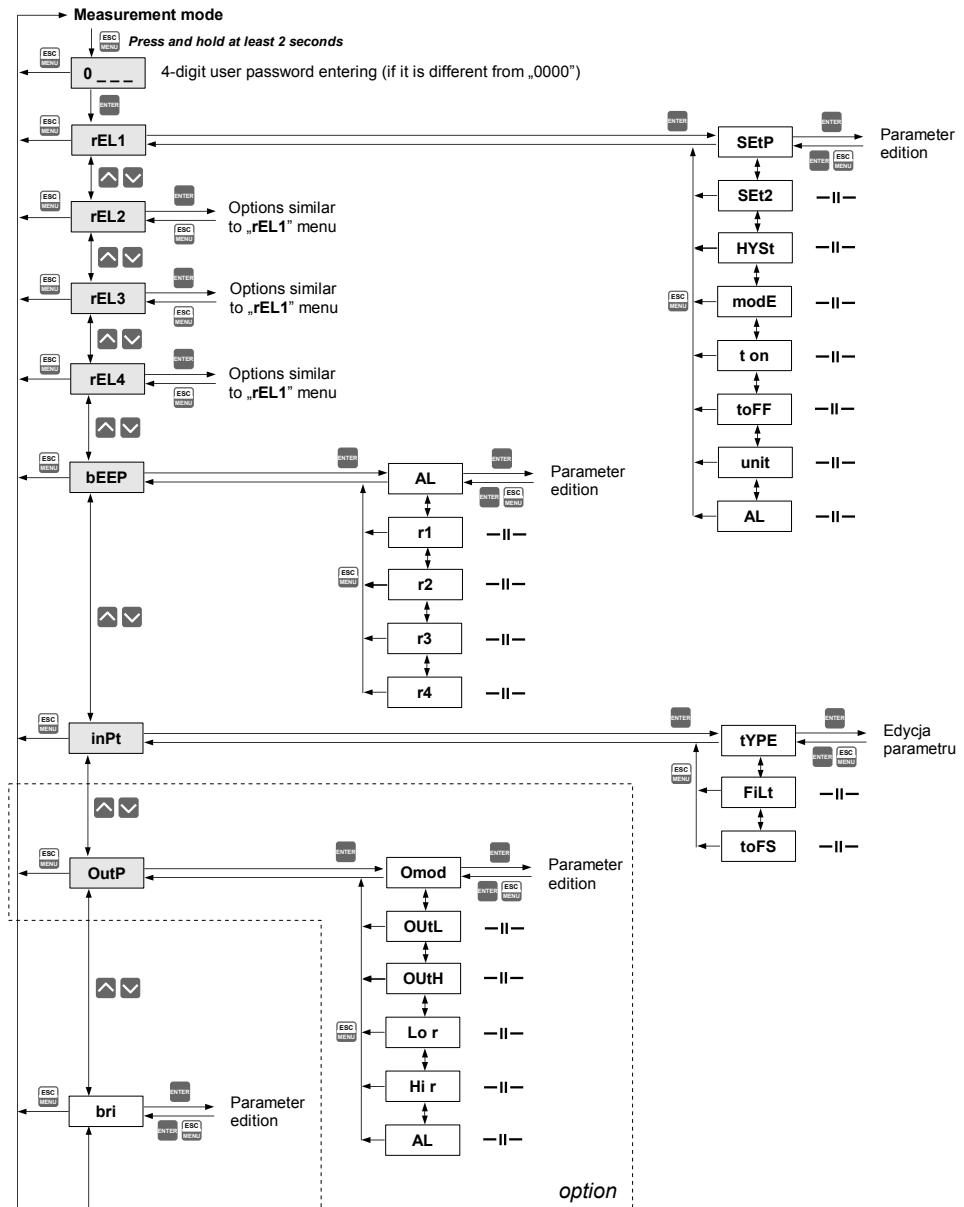 Measurement mode
ESC MENU
Press and hold at least 2 seconds
ESC MENU
0 _ _ _
4-digit user password entering (if it is different from „0000”)
ENTER
ESC MENU
rEL1
ENTER
SEtP
ENTER
ENTER ESC MENU
Parameter
edition
SEt2
—II—
HYSt
—II—
ESC MENU
modE
—II—
t on
—II—
toFF
—II—
unit
—II—
AL
—II—
ESC MENU
rEL2
ENTER
ESC MENU
Options similar
to „rEL1” menu
ESC MENU
rEL3
ENTER
ESC MENU
Options similar
to „rEL1” menu
ESC MENU
rEL4
ENTER
ESC MENU
Options similar
to „rEL1” menu
ESC MENU
bEEP
ENTER
AL
ENTER
ENTER ESC MENU
Parameter
edition
r1
—II—
ESC MENU
r2
—II—
r3
—II—
r4
—II—
ESC MENU
inPt
ENTER
tYPE
ENTER
ENTER ESC MENU
Edycja
parametru
ESC MENU
FiLt
—II—
toFS
—II—
ESC MENU
OutP
ENTER
Omod
ENTER
ENTER ESC MENU
Parameter
edition
OUtL
—II—
OUtH
—II—
ESC MENU
Lo r
—II—
Hi r
—II—
AL
—II—
ESC MENU
bri
ENTER
ENTER ESC MENU
Parameter
edition
option